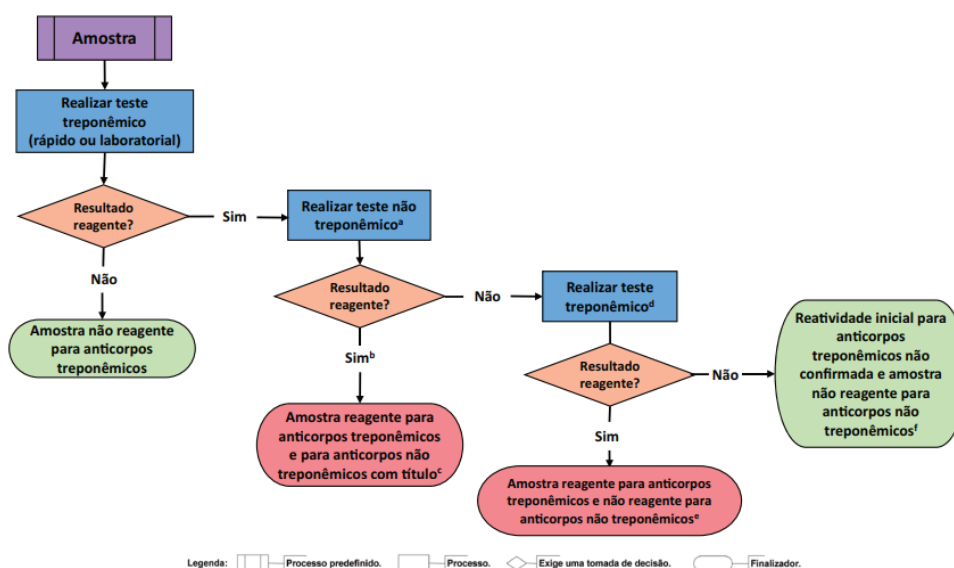 Amostra
Realizar teste
treponêmico
(rápido ou laboratorial)
Resultado
reagente?
Sim
Não
Amostra não reagente
para anticorpos
treponêmicos
Realizar teste não
treponêmicoᵃ
Resultado
reagente?
Não
Simᵇ
Amostra reagente para
anticorpos treponêmicos
e para anticorpos não
treponêmicos com títuloᶜ
Realizar teste
treponêmicoᵈ
Resultado
reagente?
Não
Sim
Amostra reagente para anticorpos
treponêmicos e não reagente para
anticorpos não treponêmicosᵉ
Reatividade inicial para
anticorpos
treponêmicos não
confirmada e amostra
não reagente para
anticorpos não
treponêmicosᶠ
Legenda: Processo predefinido. Processo. Exige uma tomada de decisão. Finalizador.